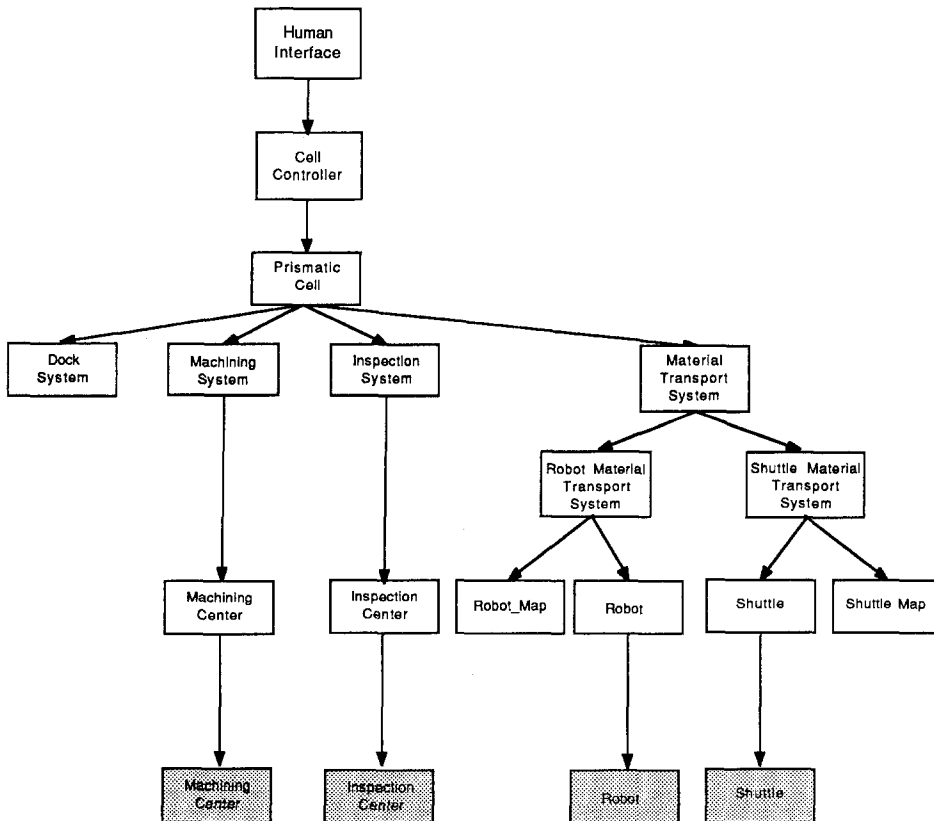 Human
Interface
Cell
Controller
Prismatic
Cell
Dock
System
Machining
System
Inspection
System
Material
Transport
System
Robot Material
Transport
System
Shuttle Material
Transport
System
Machining
Center
Inspection
Center
Robot_Map
Robot
Shuttle
Shuttle Map
Machining
Center
Inspection
Center
Robot
Shuttle